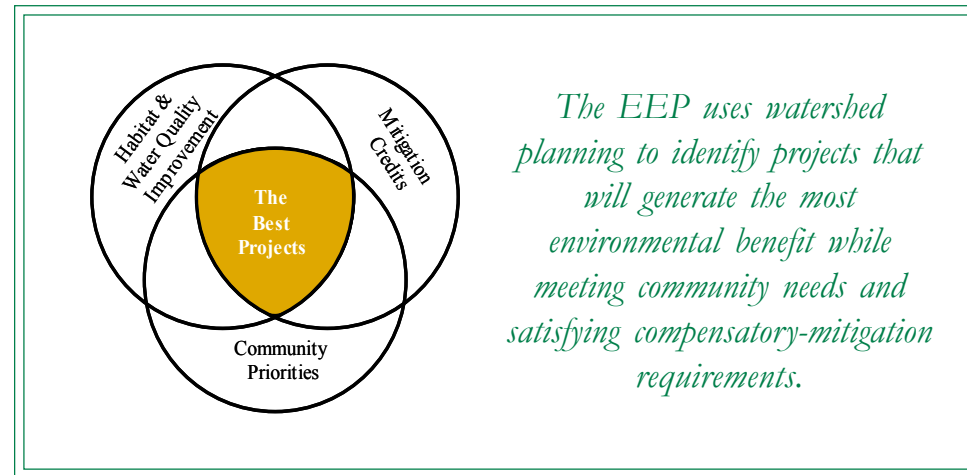 Habitat &
Water Quality
Improvement
Mitigation
Credits
The
Best
Projects
Community
Priorities
The EEP uses watershed
planning to identify projects that
will generate the most
environmental benefit while
meeting community needs and
satisfying compensatory-mitigation
requirements.